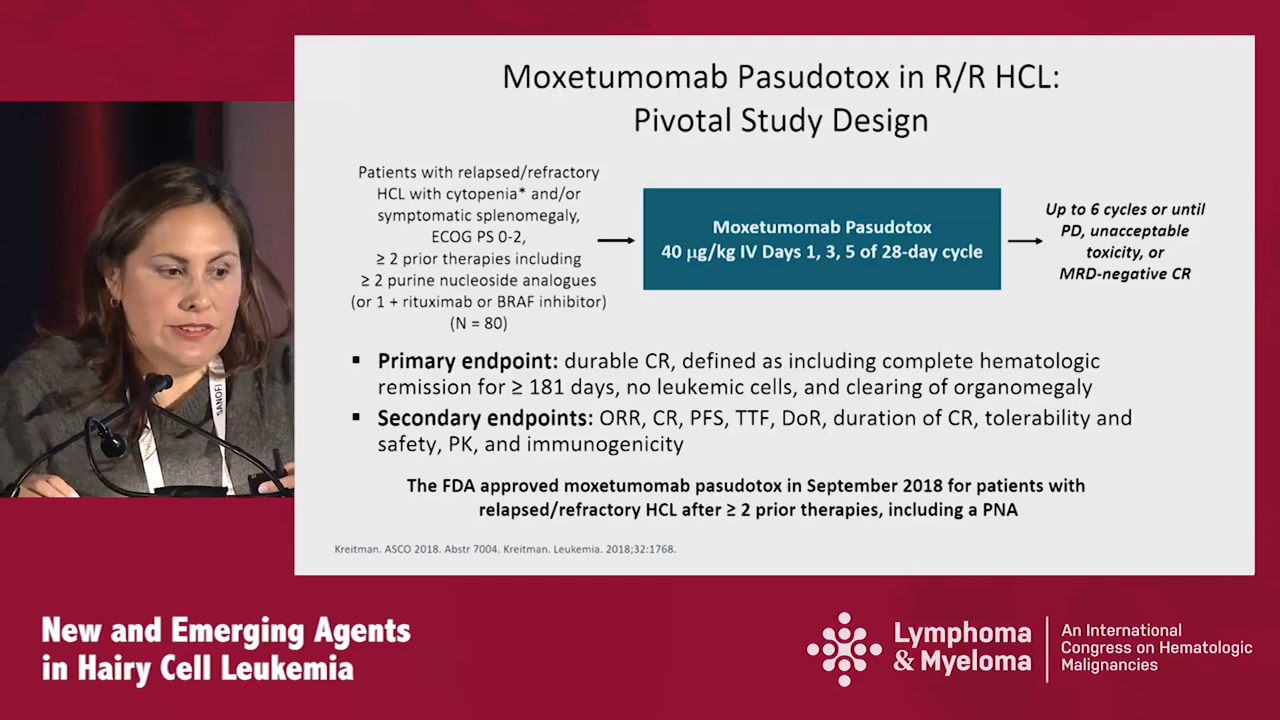 Moxetumomab Pasudotox in R/R HCL:
Pivotal Study Design
Patients with relapsed/refractory
HCL with cytopenia* and/or
symptomatic splenomegaly,
ECOG PS 0-2,
≥ 2 prior therapies including
≥ 2 purine nucleoside analogues
(or 1 + rituximab or BRAF inhibitor)
(N = 80)
Moxetumomab Pasudotox
40 μg/kg IV Days 1, 3, 5 of 28-day cycle
Up to 6 cycles or until
PD, unacceptable
toxicity, or
MRD-negative CR
▪ Primary endpoint: durable CR, defined as including complete hematologic
remission for ≥ 181 days, no leukemic cells, and clearing of organomegaly
▪ Secondary endpoints: ORR, CR, PFS, TTF, DoR, duration of CR, tolerability and
safety, PK, and immunogenicity
The FDA approved moxetumomab pasudotox in September 2018 for patients with
relapsed/refractory HCL after ≥ 2 prior therapies, including a PNA
Kreitman. ASCO 2018. Abstr 7004. Kreitman. Leukemia. 2018;32:1768.
SANOFI
New and Emerging Agents
in Hairy Cell Leukemia
Lymphoma
& Myeloma
An International
Congress on Hematologic
Malignancies